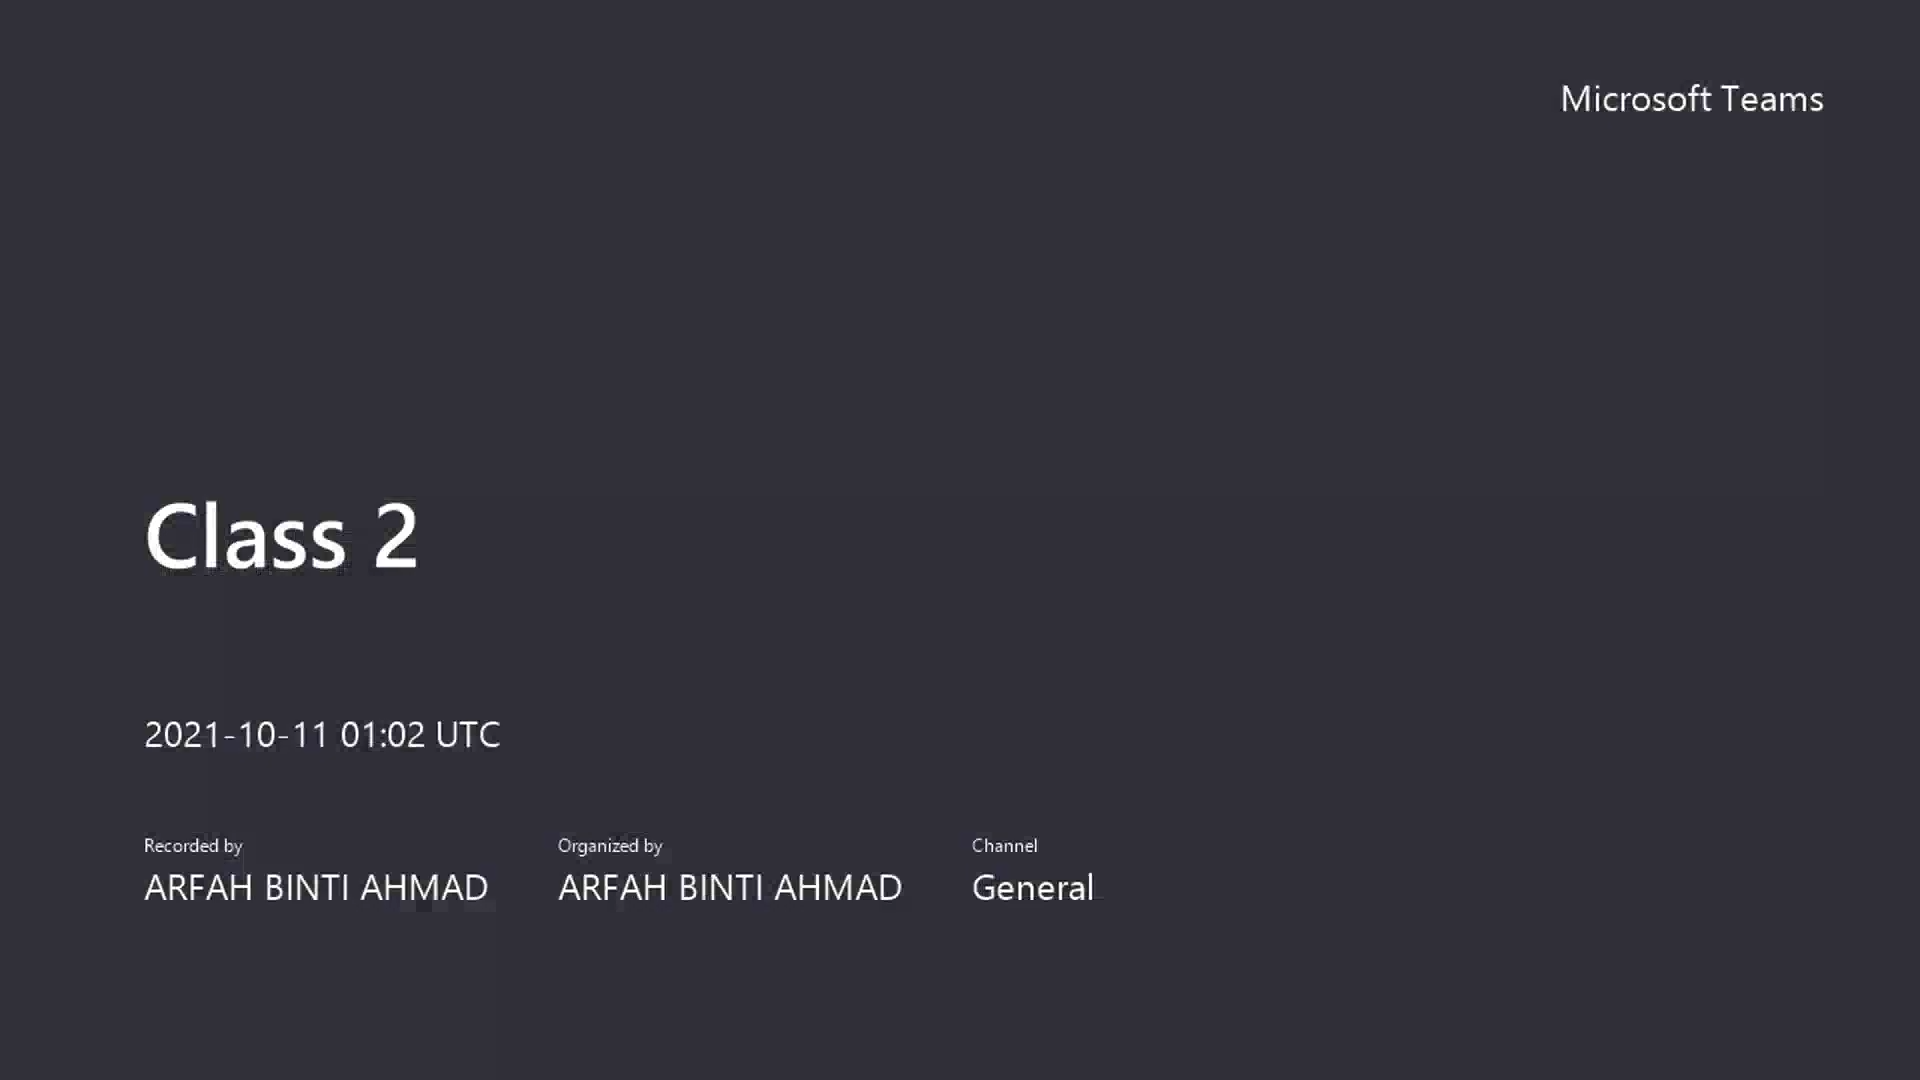 Microsoft Teams
Class 2
2021-10-11 01:02 UTC
Recorded by
ARFAH BINTI AHMAD
Organized by
ARFAH BINTI AHMAD
Channel
General